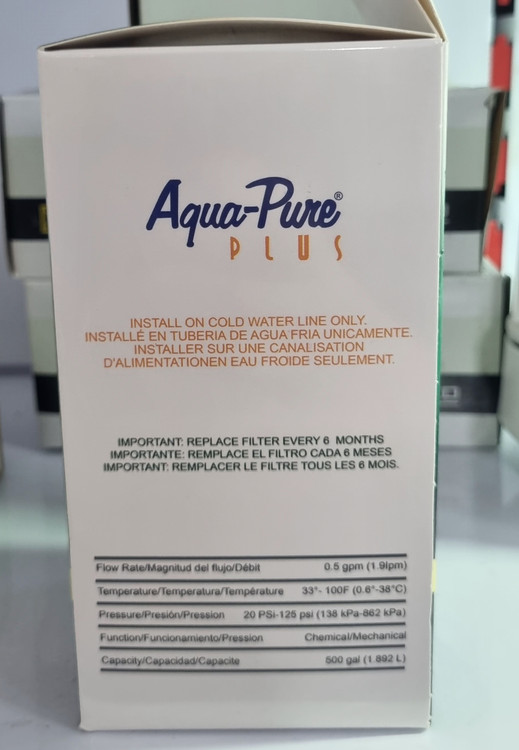 Aqua-Pure®
PLUS
INSTALL ON COLD WATER LINE ONLY.
INSTALLÉ EN TUBERIA DE AGUA FRIA UNICAMENTE.
INSTALLER SUR UNE CANALISATION
D'ALIMENTATIONEN EAU FROIDE SEULEMENT.
IMPORTANT: REPLACE FILTER EVERY 6 MONTHS
IMPORTANTE: REMPLACE EL FILTRO CADA 6 MESES
IMPORTANT: REMPLACER LE FILTRE TOUS LES 6 MOIS.
Flow Rate/Magnitud del flujo/Débit 0.5 gpm (1.9lpm)
Temperature/Temperatura/Température 33°- 100F (0.6°-38°C)
Pressure/Presión/Pression 20 PSi-125 psi (138 kPa-862 kPa)
Function/Funcionamiento/Pression Chemical/Mechanical
Capacity/Capacidad/Capacite 500 gal (1.892 L)